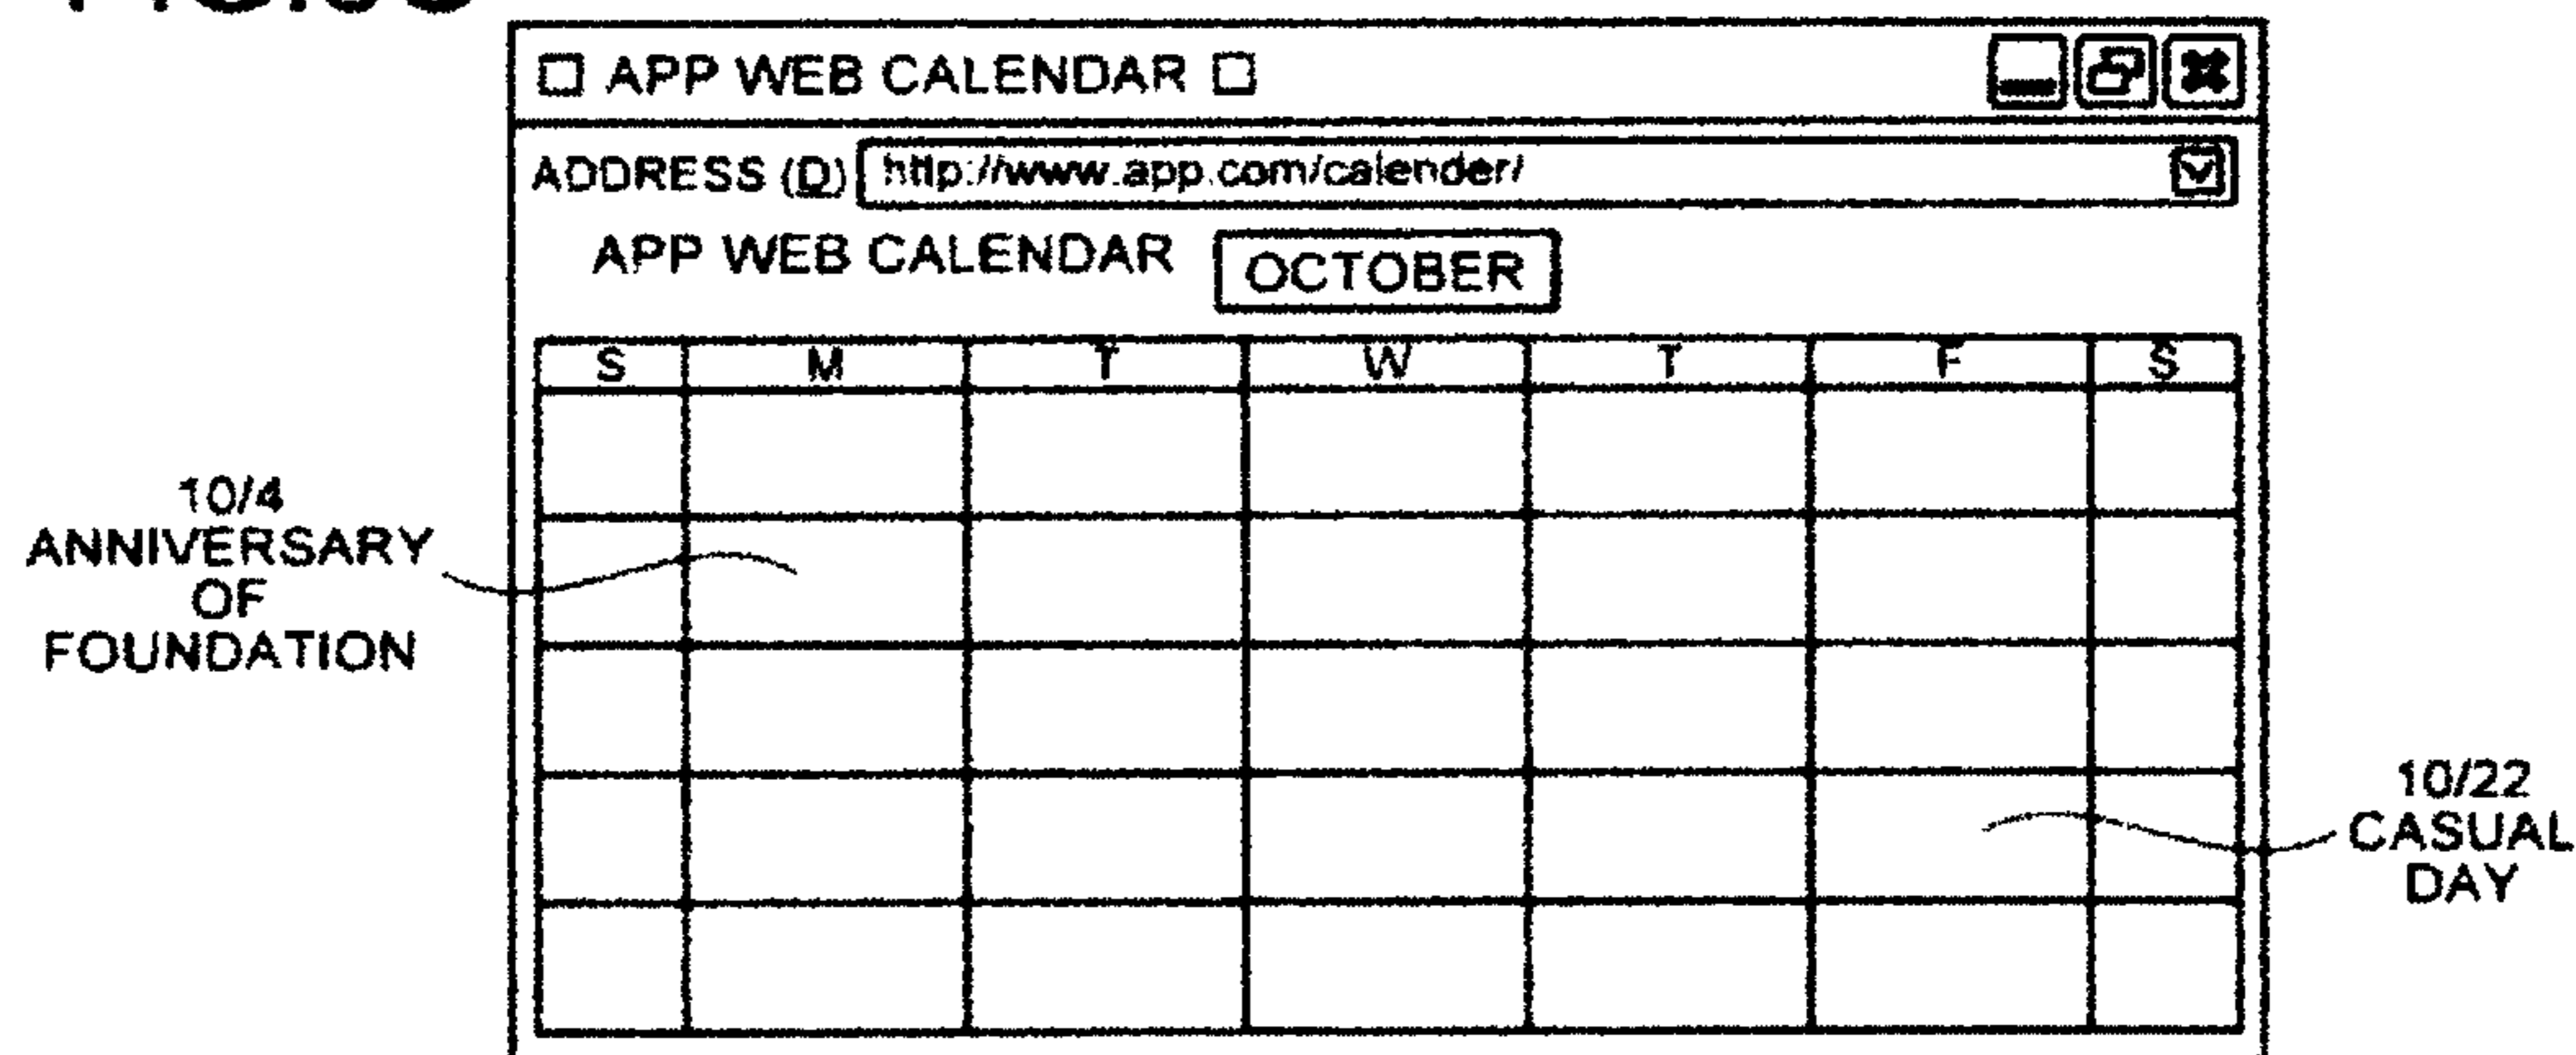 □ APP WEB CALENDAR □
ADDRESS (D) http://www.app.com/calender/
APP WEB CALENDAR OCTOBER
S M T W T F S
10/4
ANNIVERSARY
OF
FOUNDATION
10/22
CASUAL
DAY